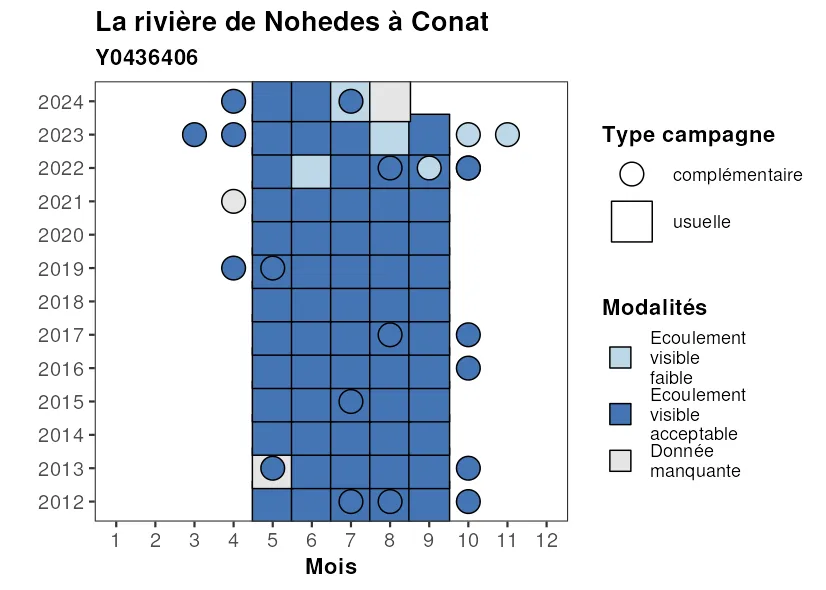 La rivière de Nohedes à Conat
Y0436406
2024
2023
2022
2021
2020
2019
2018
2017
2016
2015
2014
2013
2012
1 2 3 4 5 6 7 8 9 10 11 12
Mois
Type campagne
complémentaire
usuelle
Modalités
Ecoulement
visible
faible
Ecoulement
visible
acceptable
Donnée
manquante